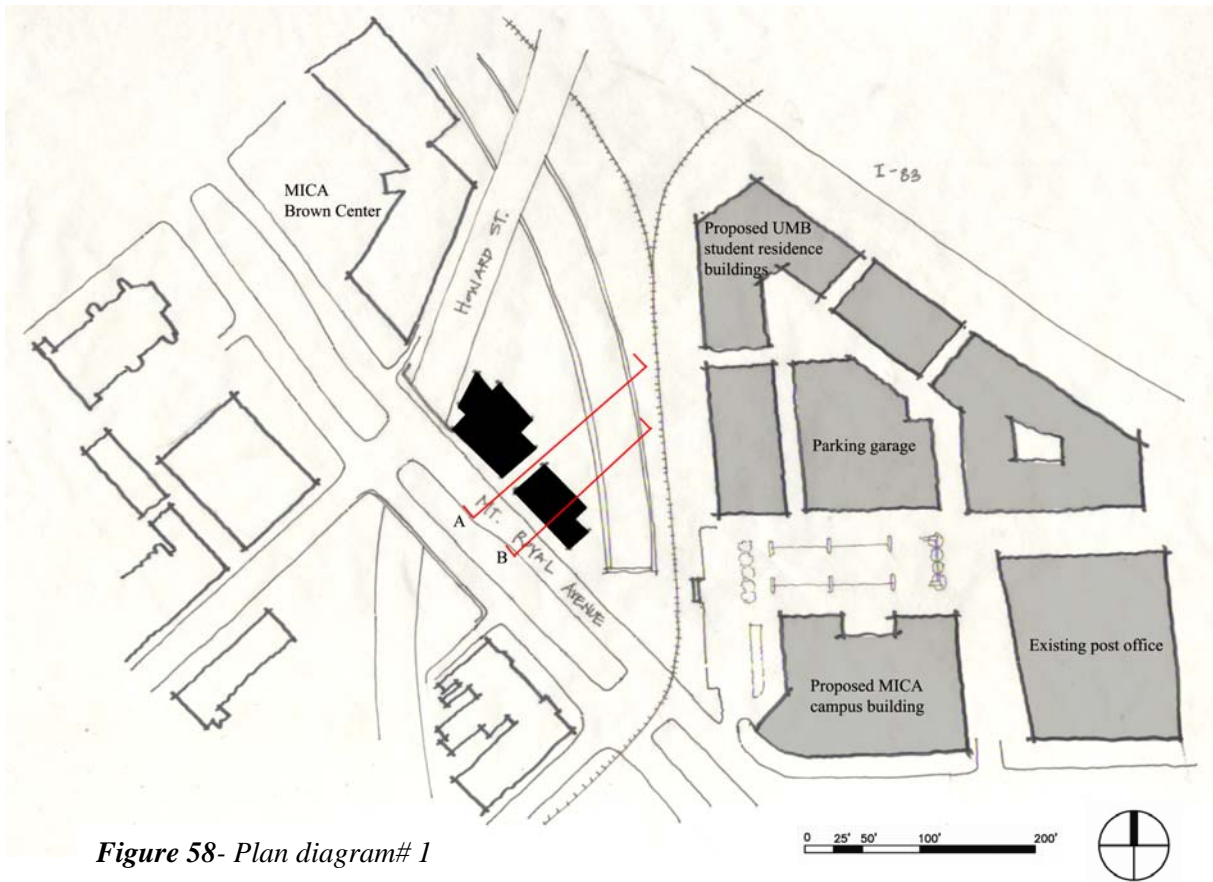 I-83
MICA
Brown Center
HOWARD ST.
Proposed UMB
student residence
buildings
Parking garage
A
B
MT. ROYAL AVENUE
Existing post office
Proposed MICA
campus building
0 25' 50' 100' 200'
Figure 58- Plan diagram# 1